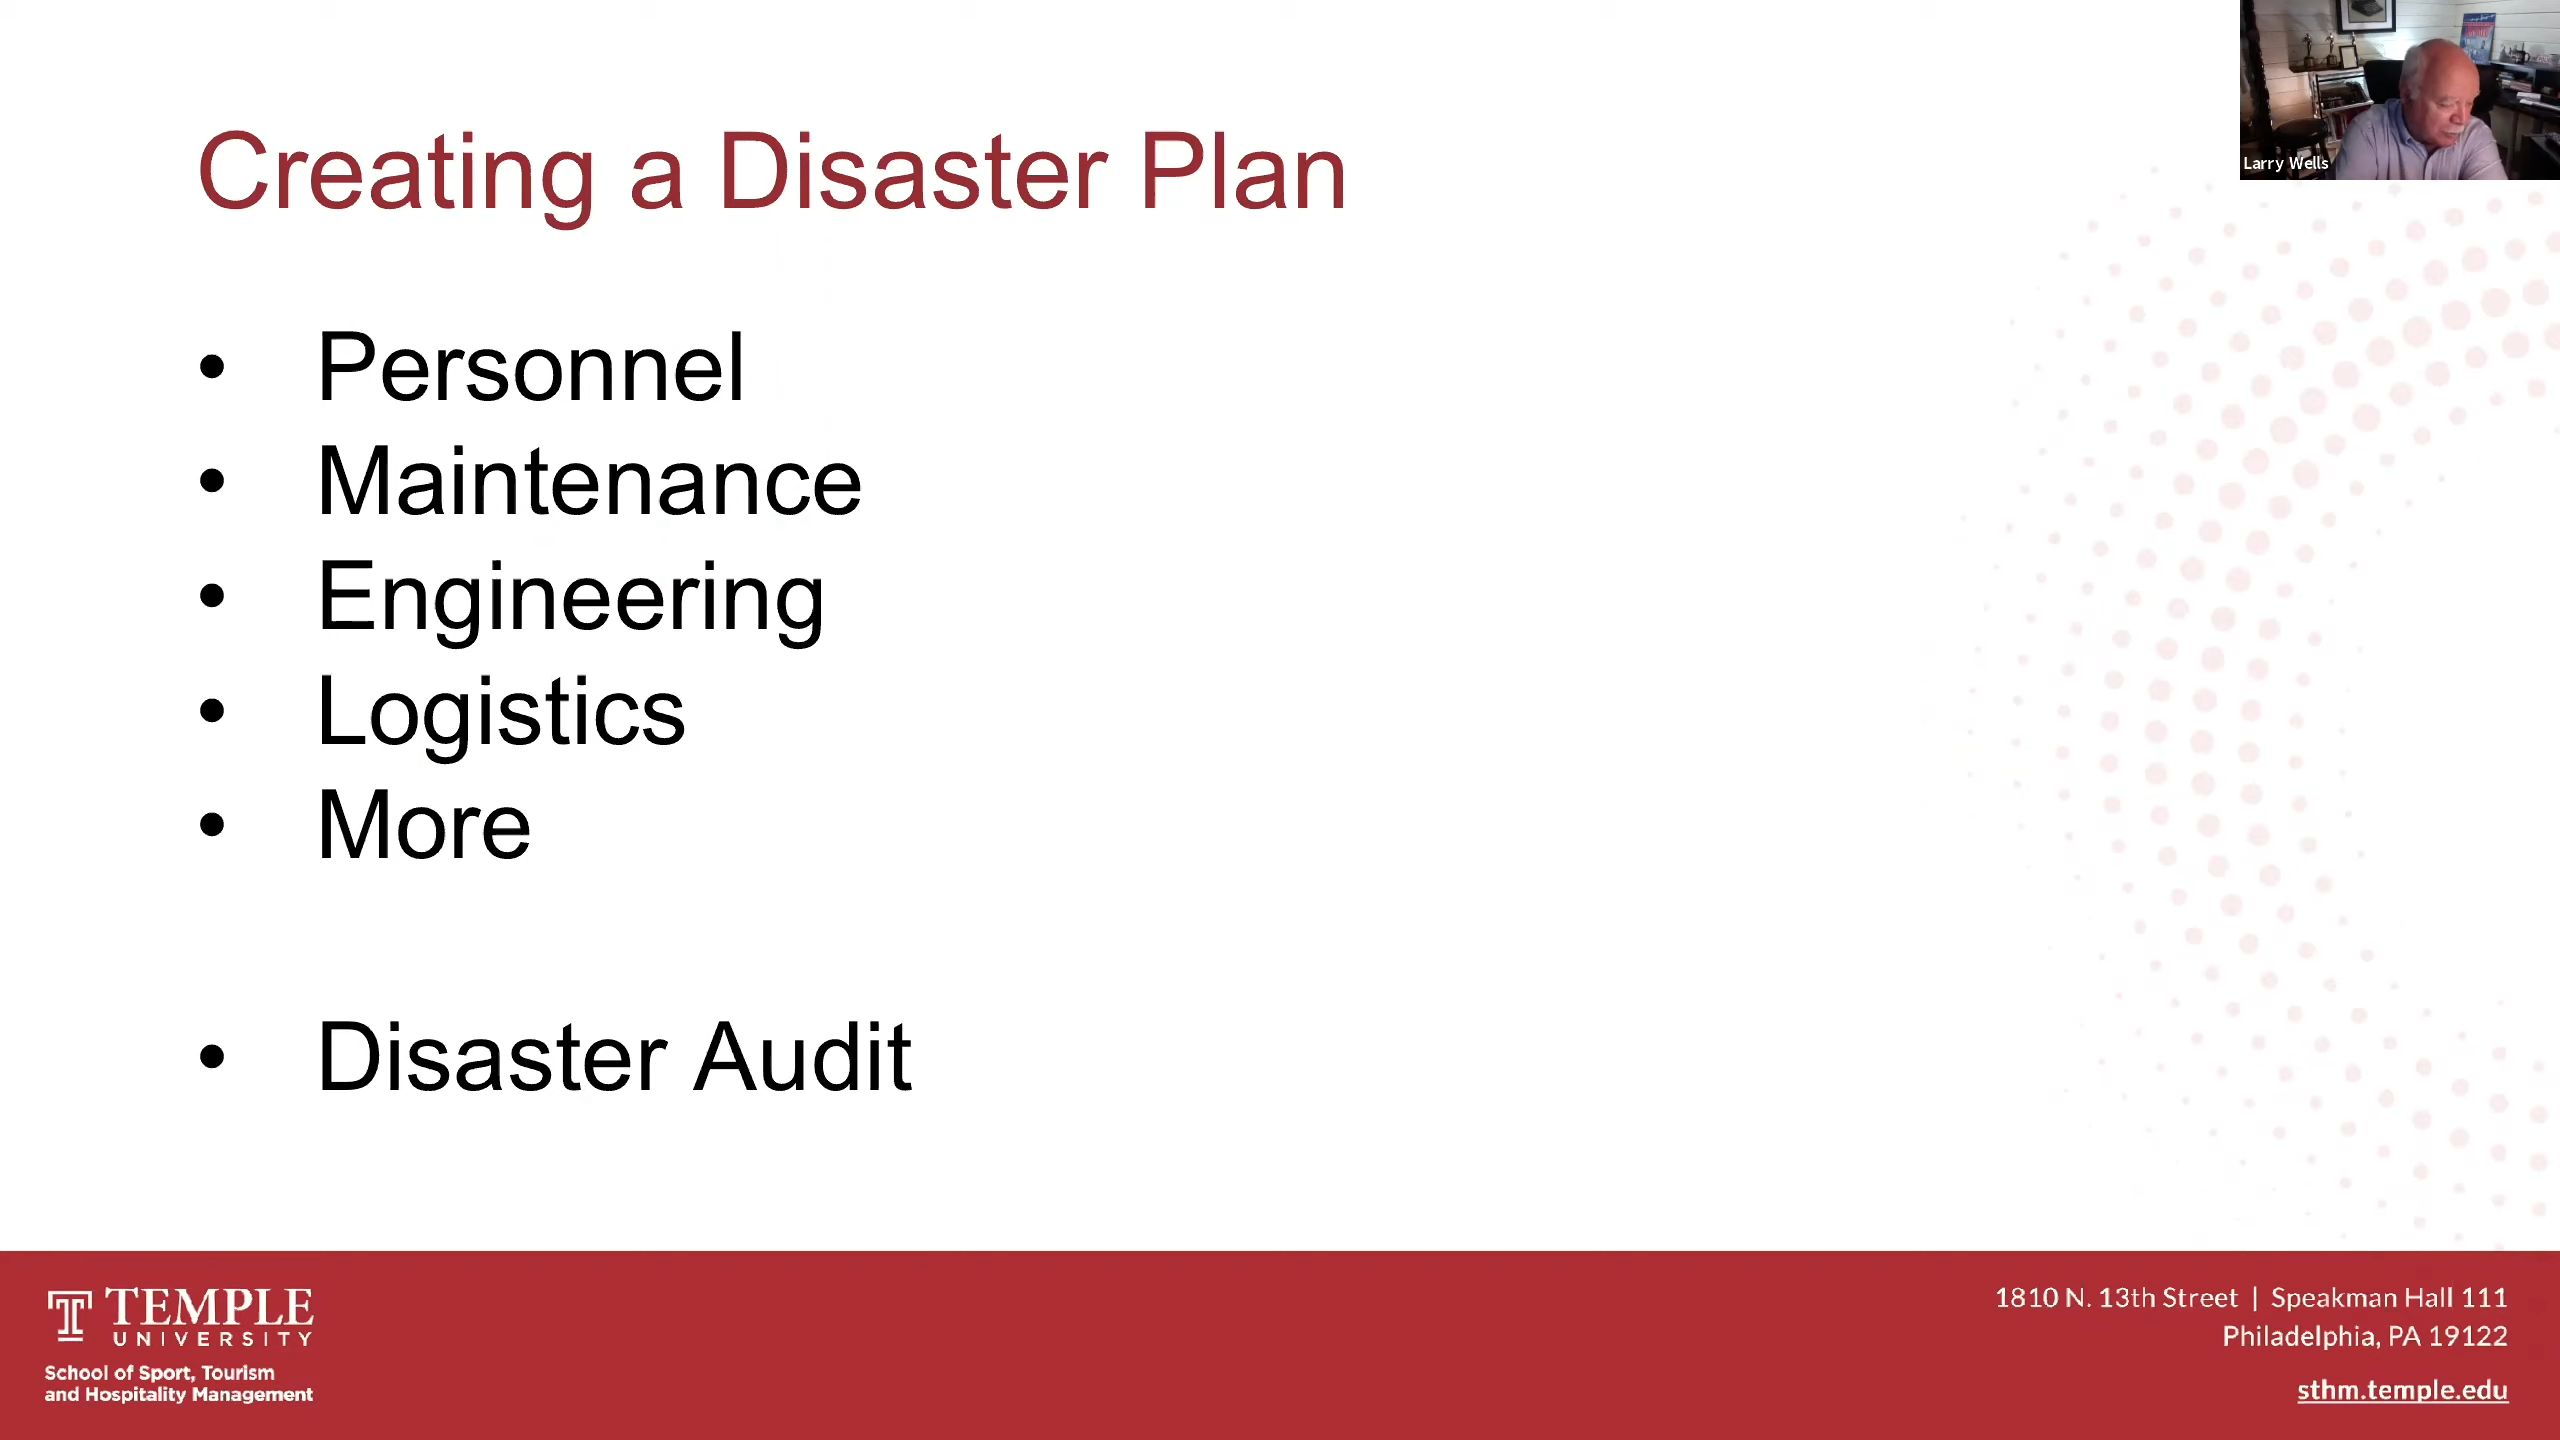 Creating a Disaster Plan
Larry Wells
• Personnel
• Maintenance
• Engineering
• Logistics
• More
• Disaster Audit
TEMPLE
UNIVERSITY
School of Sport, Tourism
and Hospitality Management
1810 N. 13th Street | Speakman Hall 111
Philadelphia, PA 19122
sthm.temple.edu